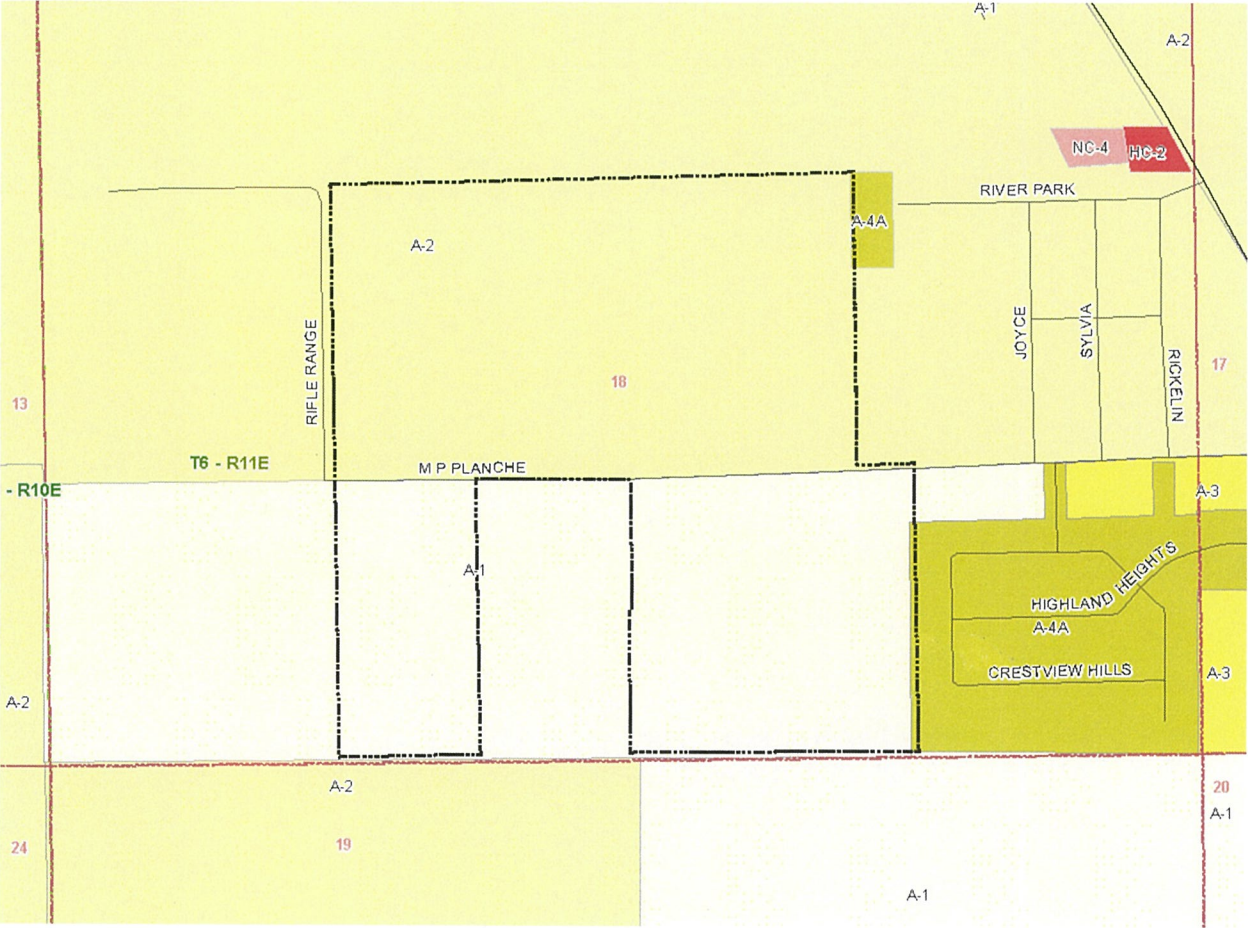 A-1
A-2
NC-4
HC-2
RIVER PARK
A-4A
A-2
RIFLE RANGE
JOYCE
SYLVIA
RICKELIN
17
18
13
T6 - R11E
M P PLANCHE
- R10E
A-3
A-1
HIGHLAND HEIGHTS
A-4A
CRESTVIEW HILLS
A-3
A-2
A-2
20
A-1
19
24
A-1